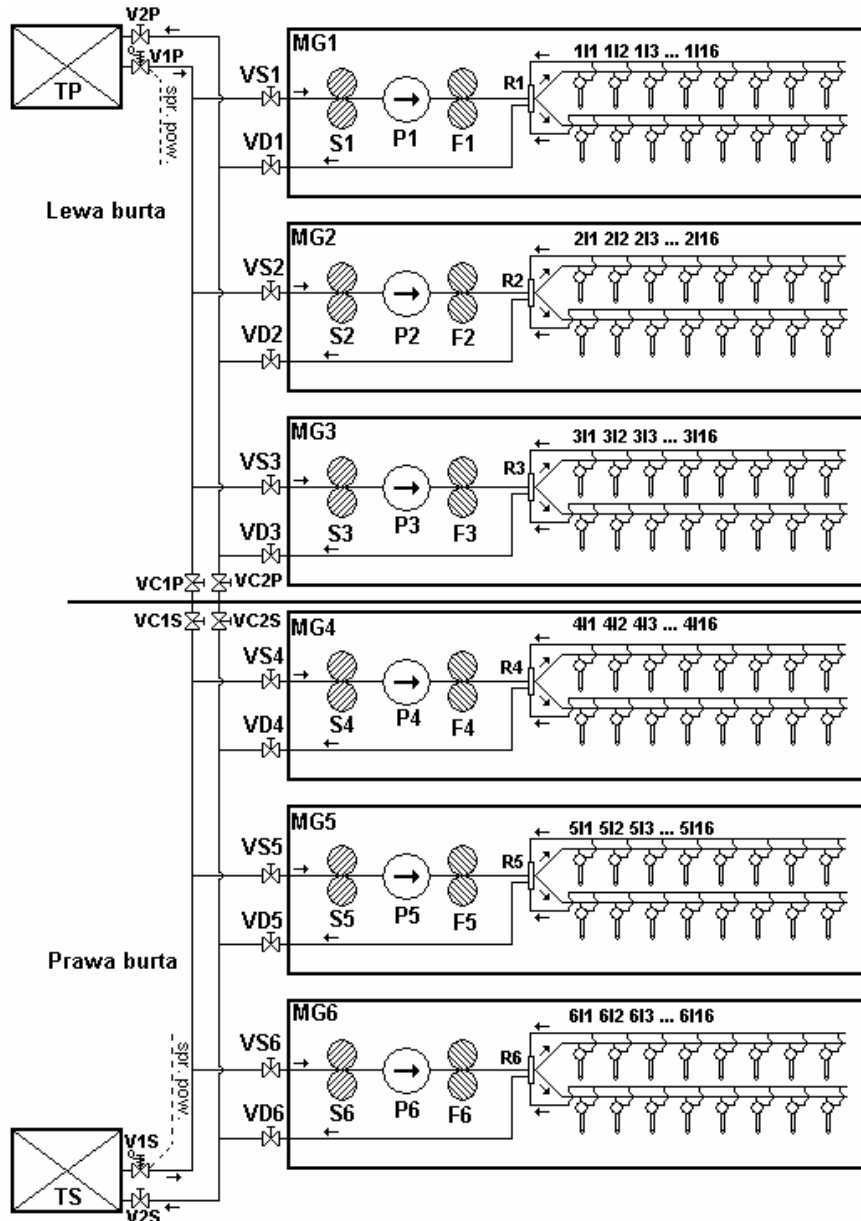 V2P
V1P
TP
spr. pow.
MG1
1I1 1I2 1I3 ... 1I16
VS1
R1
S1
P1
F1
VD1
Lewa burta
MG2
2I1 2I2 2I3 ... 2I16
VS2
R2
S2
P2
F2
VD2
MG3
3I1 3I2 3I3 ... 3I16
VS3
R3
S3
P3
F3
VD3
VC1P
VC2P
VC1S
VC2S
MG4
4I1 4I2 4I3 ... 4I16
VS4
R4
S4
P4
F4
VD4
MG5
5I1 5I2 5I3 ... 5I16
VS5
R5
S5
P5
F5
VD5
Prawa burta
MG6
6I1 6I2 6I3 ... 6I16
VS6
R6
S6
P6
F6
VD6
spr. pow.
V1S
TS
V2S